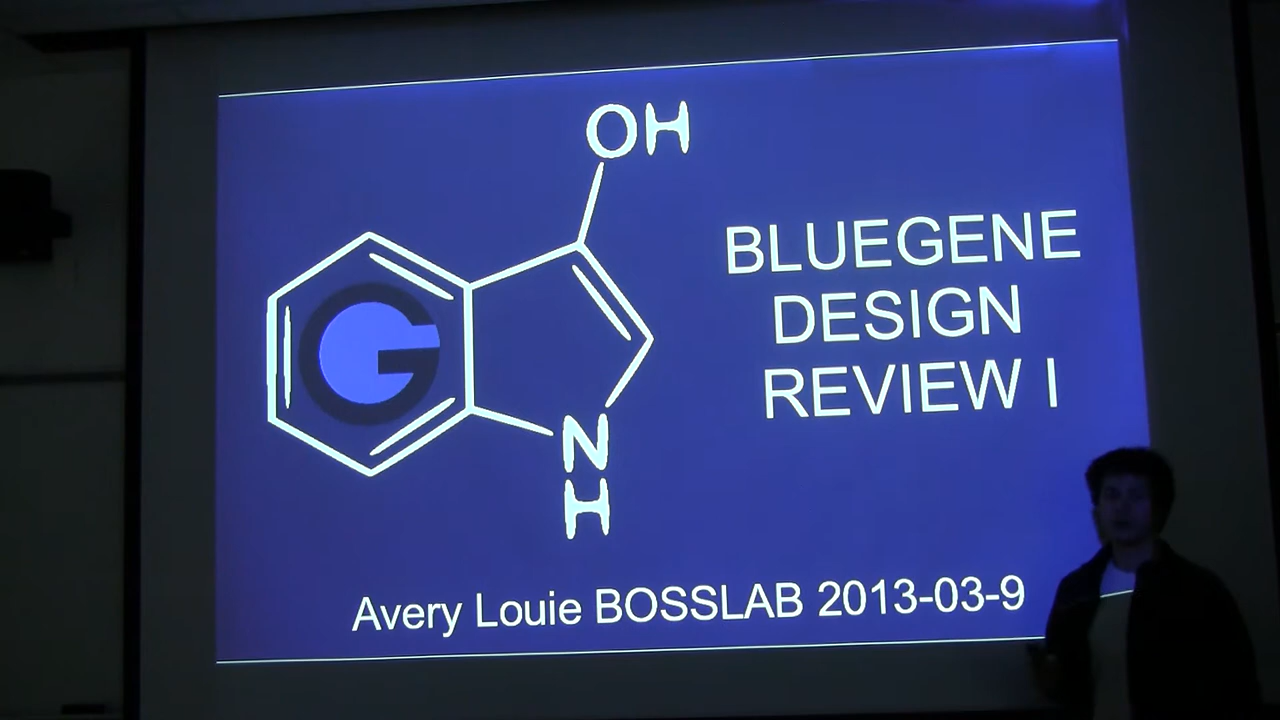 OH
G
N
H
BLUEGENE
DESIGN
REVIEW I
Avery Louie BOSSLAB 2013-03-9